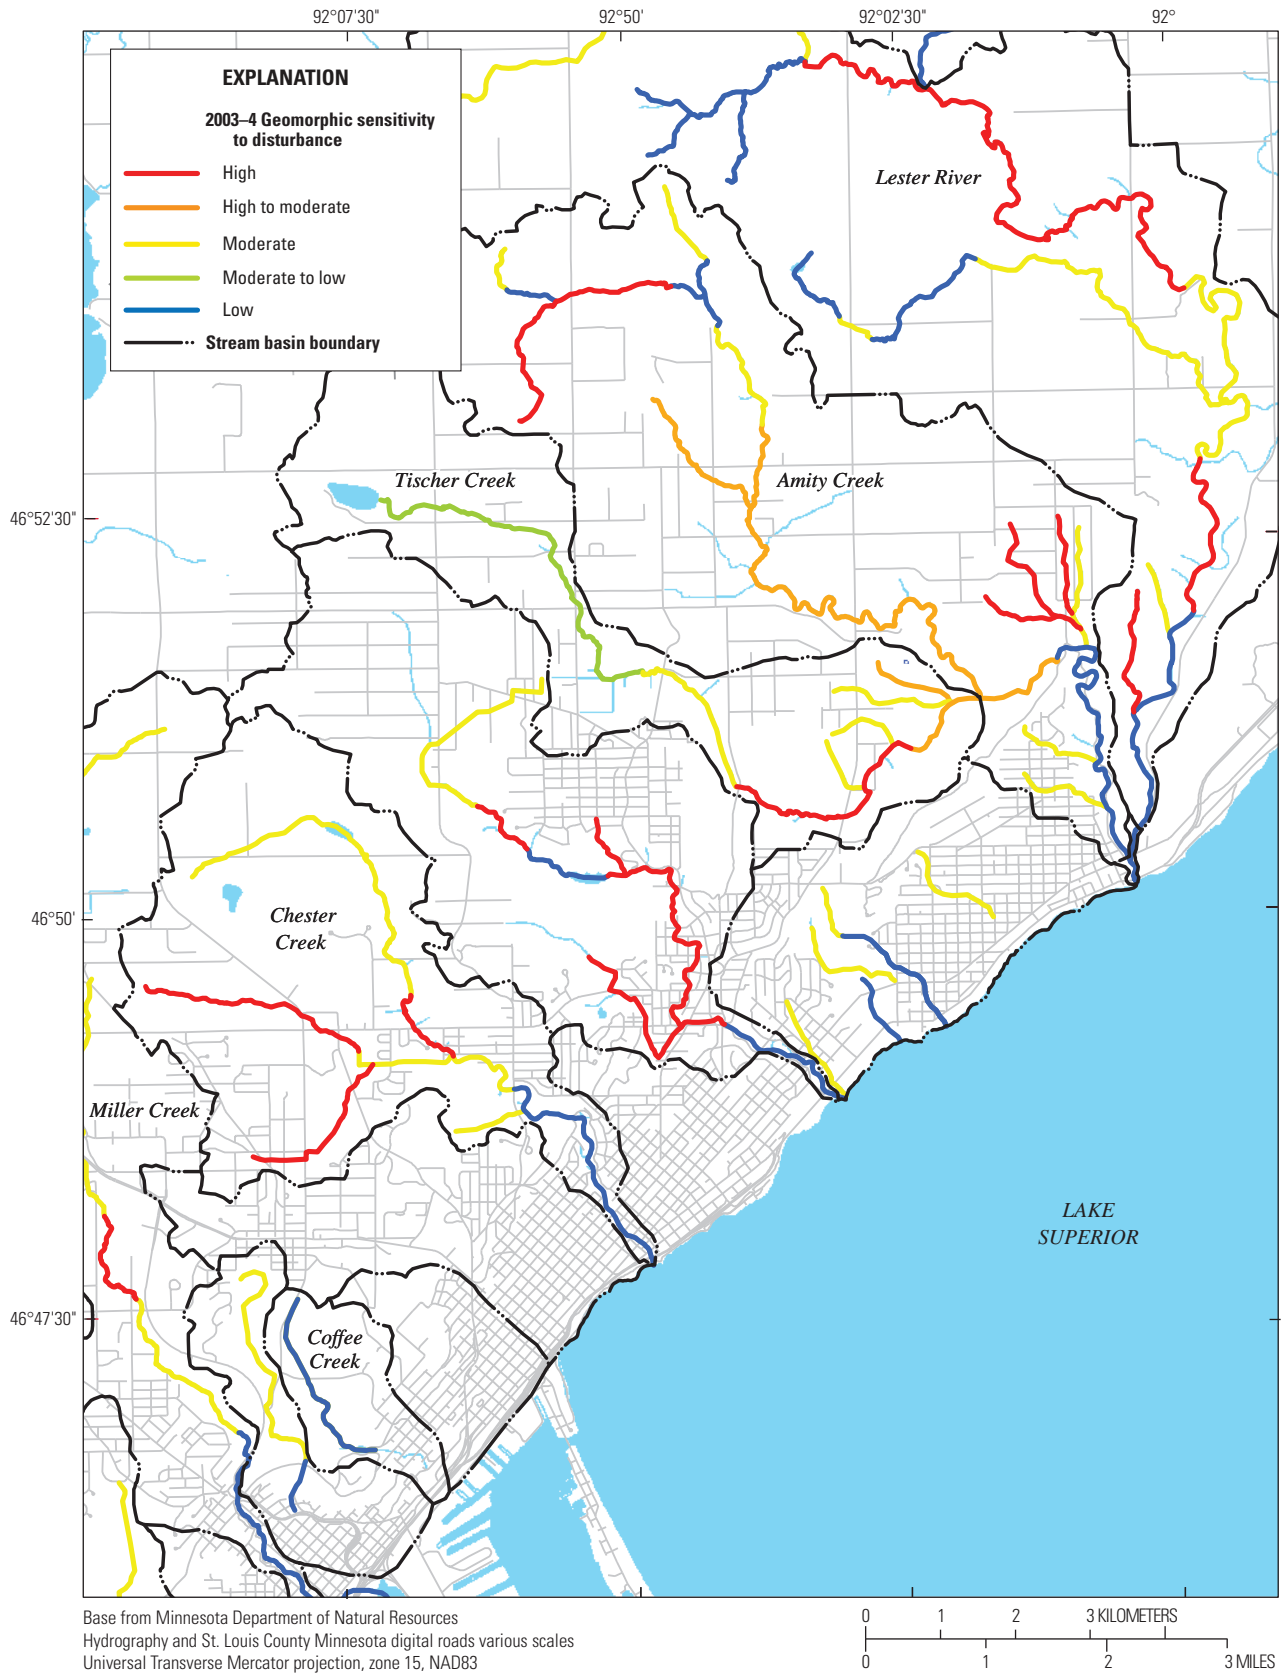 92°07'30"
92°50
92°02'30"
92°
EXPLANATION
2003–4 Geomorphic sensitivity
to disturbance
High
High to moderate
Moderate
Moderate to low
Low
Stream basin boundary
Lester River
Tischer Creek
Amity Creek
46°52'30"
46°50'
Chester
Creek
Miller Creek
LAKE
SUPERIOR
46°47'30"
Coffee
Creek
Base from Minnesota Department of Natural Resources
Hydrography and St. Louis County Minnesota digital roads various scales
Universal Transverse Mercator projection, zone 15, NAD83
0 1 2 3 KILOMETERS
0 1 2 3 MILES